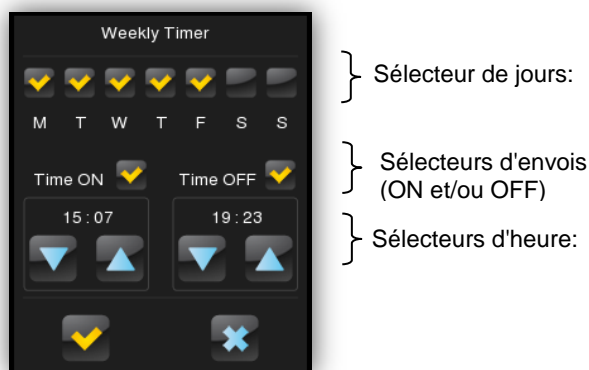 Weekly Timer
Sélecteur de jours:
M T W T F S S
Sélecteurs d'envois
(ON et/ou OFF)
Time ON Time OFF
15:07 19:23
Sélecteurs d'heure: